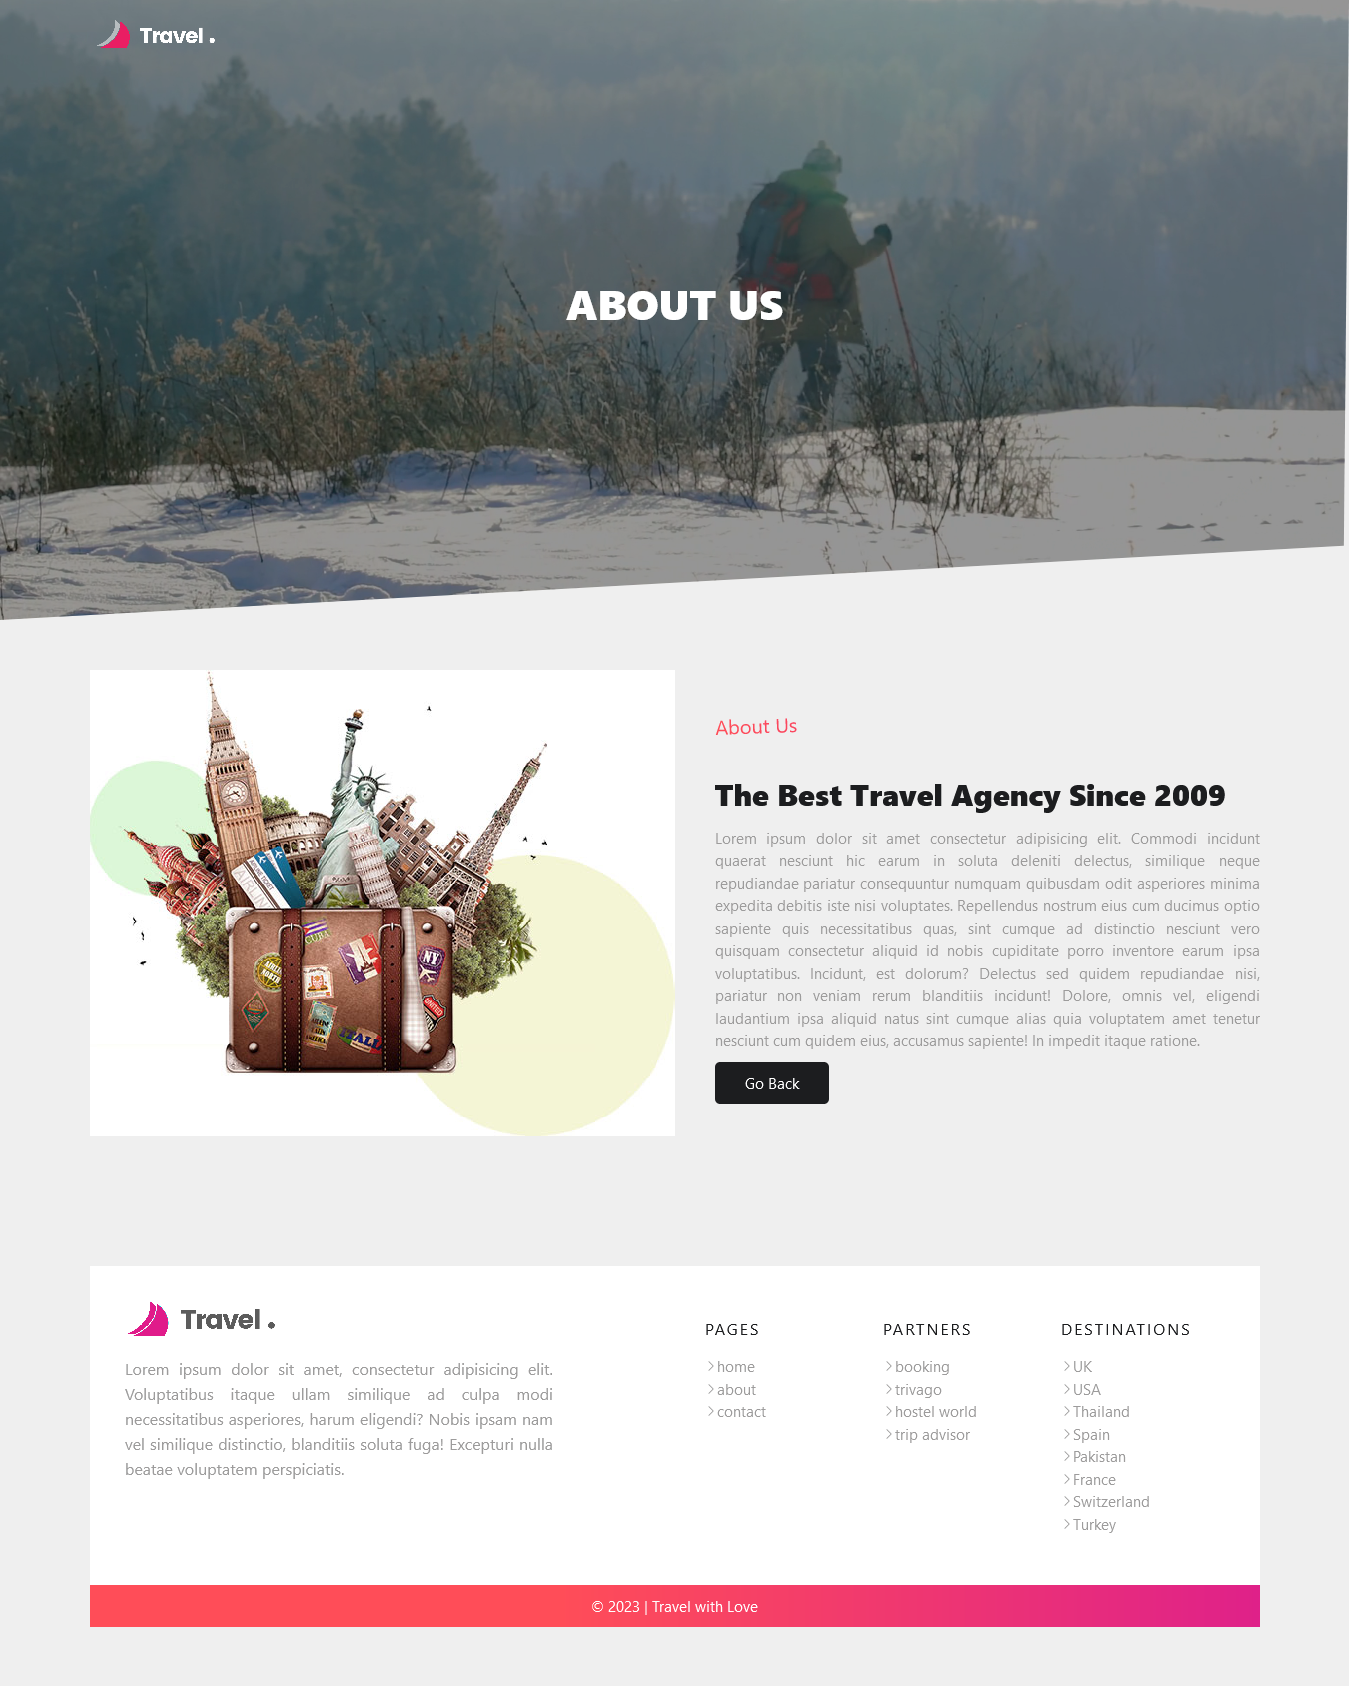 Travel .
ABOUT US
About Us
The Best Travel Agency Since 2009
Lorem ipsum dolor sit amet consectetur adipisicing elit. Commodi incidunt
quaerat nesciunt hic earum in soluta deleniti delectus, similique neque
repudiandae pariatur consequuntur numquam quibusdam odit asperiores minima
expedita debitis iste nisi voluptates. Repellendus nostrum eius cum ducimus optio
sapiente quis necessitatibus quas, sint cumque ad distinctio nesciunt vero
quisquam consectetur aliquid id nobis cupiditate porro inventore earum ipsa
voluptatibus. Incidunt, est dolorum? Delectus sed quidem repudiandae nisi,
pariatur non veniam rerum blanditiis incidunt! Dolore, omnis vel, eligendi
laudantium ipsa aliquid natus sint cumque alias quia voluptatem amet tenetur
nesciunt cum quidem eius, accusamus sapiente! In impedit itaque ratione.
Go Back
CUBA
NY
UNITED
ITALIA
Travel .
Lorem ipsum dolor sit amet, consectetur adipisicing elit.
Voluptatibus itaque ullam similique ad culpa modi
necessitatibus asperiores, harum eligendi? Nobis ipsam nam
vel similique distinctio, blanditiis soluta fuga! Excepturi nulla
beatae voluptatem perspiciatis.
PAGES
home
about
contact
PARTNERS
booking
trivago
hostel world
trip advisor
DESTINATIONS
UK
USA
Thailand
Spain
Pakistan
France
Switzerland
Turkey
© 2023 | Travel with Love